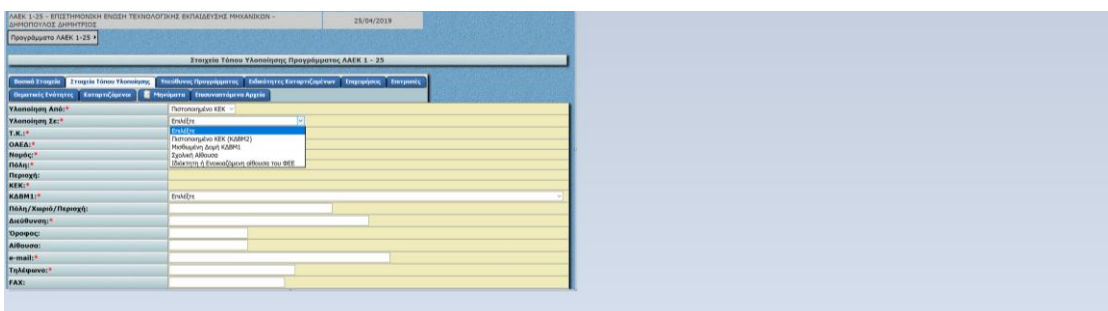 ΛΑΕΚ 1-25 - ΕΠΙΣΤΗΜΟΝΙΚΗ ΕΝΩΣΗ ΤΕΧΝΟΛΟΓΙΚΗΣ ΕΚΠΑΙΔΕΥΣΗΣ ΜΗΧΑΝΙΚΩΝ -
ΔΗΜΟΠΟΥΛΟΣ ΔΗΜΗΤΡΙΟΣ
25/04/2019
Προγράμματα ΛΑΕΚ 1-25
Στοιχεία Τόπου Υλοποίησης Προγράμματος ΛΑΕΚ 1 - 25
Βασικά Στοιχεία Στοιχεία Τόπου Υλοποίησης Υπεύθυνος Προγράμματος Ειδικότητες Καταρτιζομένων Επιχειρήσεις Επιτροπές
Θεματικές Ενότητες Καταρτιζόμενοι Μηνύματα Επισυναπτόμενα Αρχεία
Υλοποίηση Από:* Πιστοποιημένο ΚΕΚ
Υλοποίηση Σε:* Επιλέξτε
Επιλέξτε
Τ.Κ.:* Πιστοποιημένο ΚΕΚ (ΚΔΒΜ2)
ΟΑΕΔ:* Μισθωμένη Δομή ΚΔΒΜ1
Νομός:* Σχολική Αίθουσα
Πόλη:* Ιδιόκτητη ή Ενοικιαζόμενη αίθουσα του ΦΕΕ
Περιοχή:
ΚΕΚ:*
ΚΔΒΜ1:* Επιλέξτε
Πόλη/Χωριό/Περιοχή:
Διεύθυνση:*
Όροφος:
Αίθουσα:
e-mail:*
Τηλέφωνο:*
FAX: